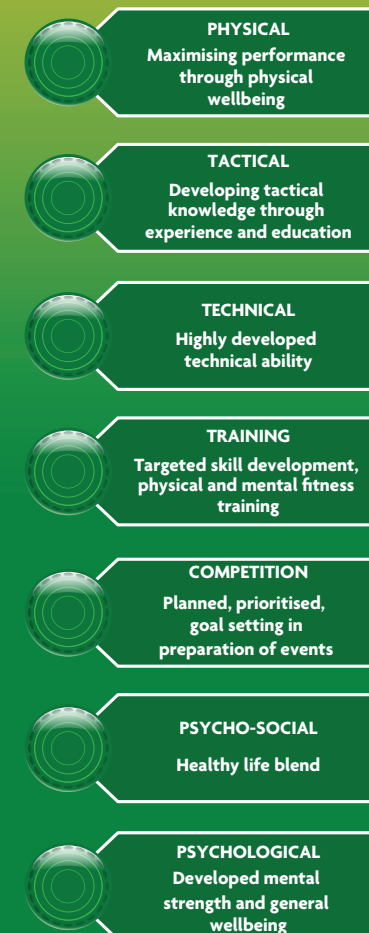 PHYSICAL
Maximising performance
through physical
wellbeing
TACTICAL
Developing tactical
knowledge through
experience and education
TECHNICAL
Highly developed
technical ability
TRAINING
Targeted skill development,
physical and mental fitness
training
COMPETITION
Planned, prioritised,
goal setting in
preparation of events
PSYCHO-SOCIAL
Healthy life blend
PSYCHOLOGICAL
Developed mental
strength and general
wellbeing